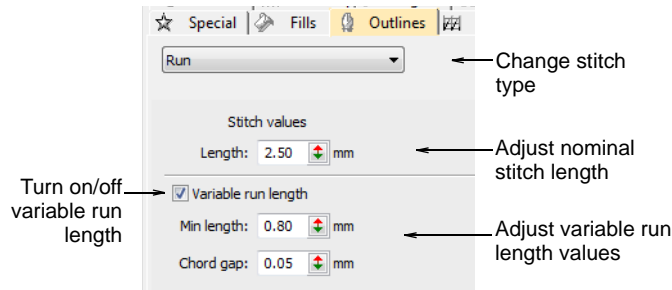 Special Fills Outlines
Run
Change stitch
type
Stitch values
Length: 2.50 mm
Adjust nominal
stitch length
Turn on/off
variable run
length
Variable run length
Min length: 0.80 mm
Chord gap: 0.05 mm
Adjust variable run
length values